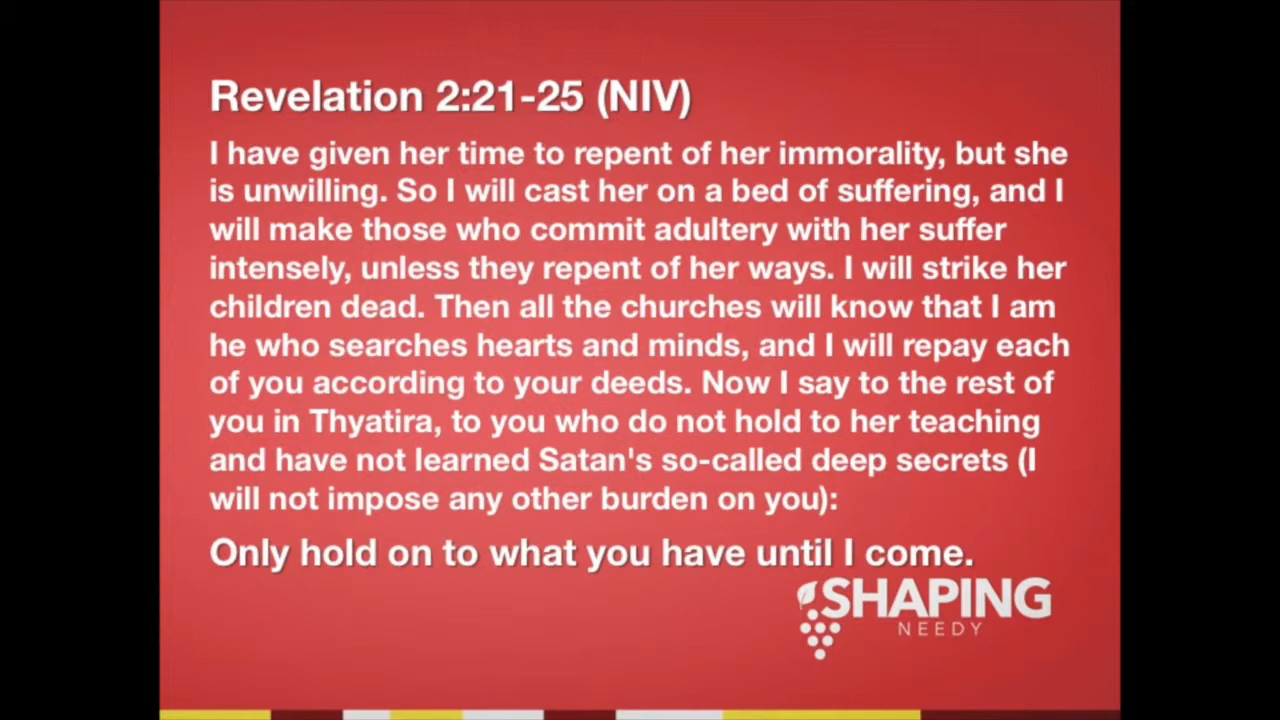 Revelation 2:21-25 (NIV)
I have given her time to repent of her immorality, but she
is unwilling. So I will cast her on a bed of suffering, and I
will make those who commit adultery with her suffer
intensely, unless they repent of her ways. I will strike her
children dead. Then all the churches will know that I am
he who searches hearts and minds, and I will repay each
of you according to your deeds. Now I say to the rest of
you in Thyatira, to you who do not hold to her teaching
and have not learned Satan's so-called deep secrets (I
will not impose any other burden on you):
Only hold on to what you have until I come.
SHAPING
NEEDY